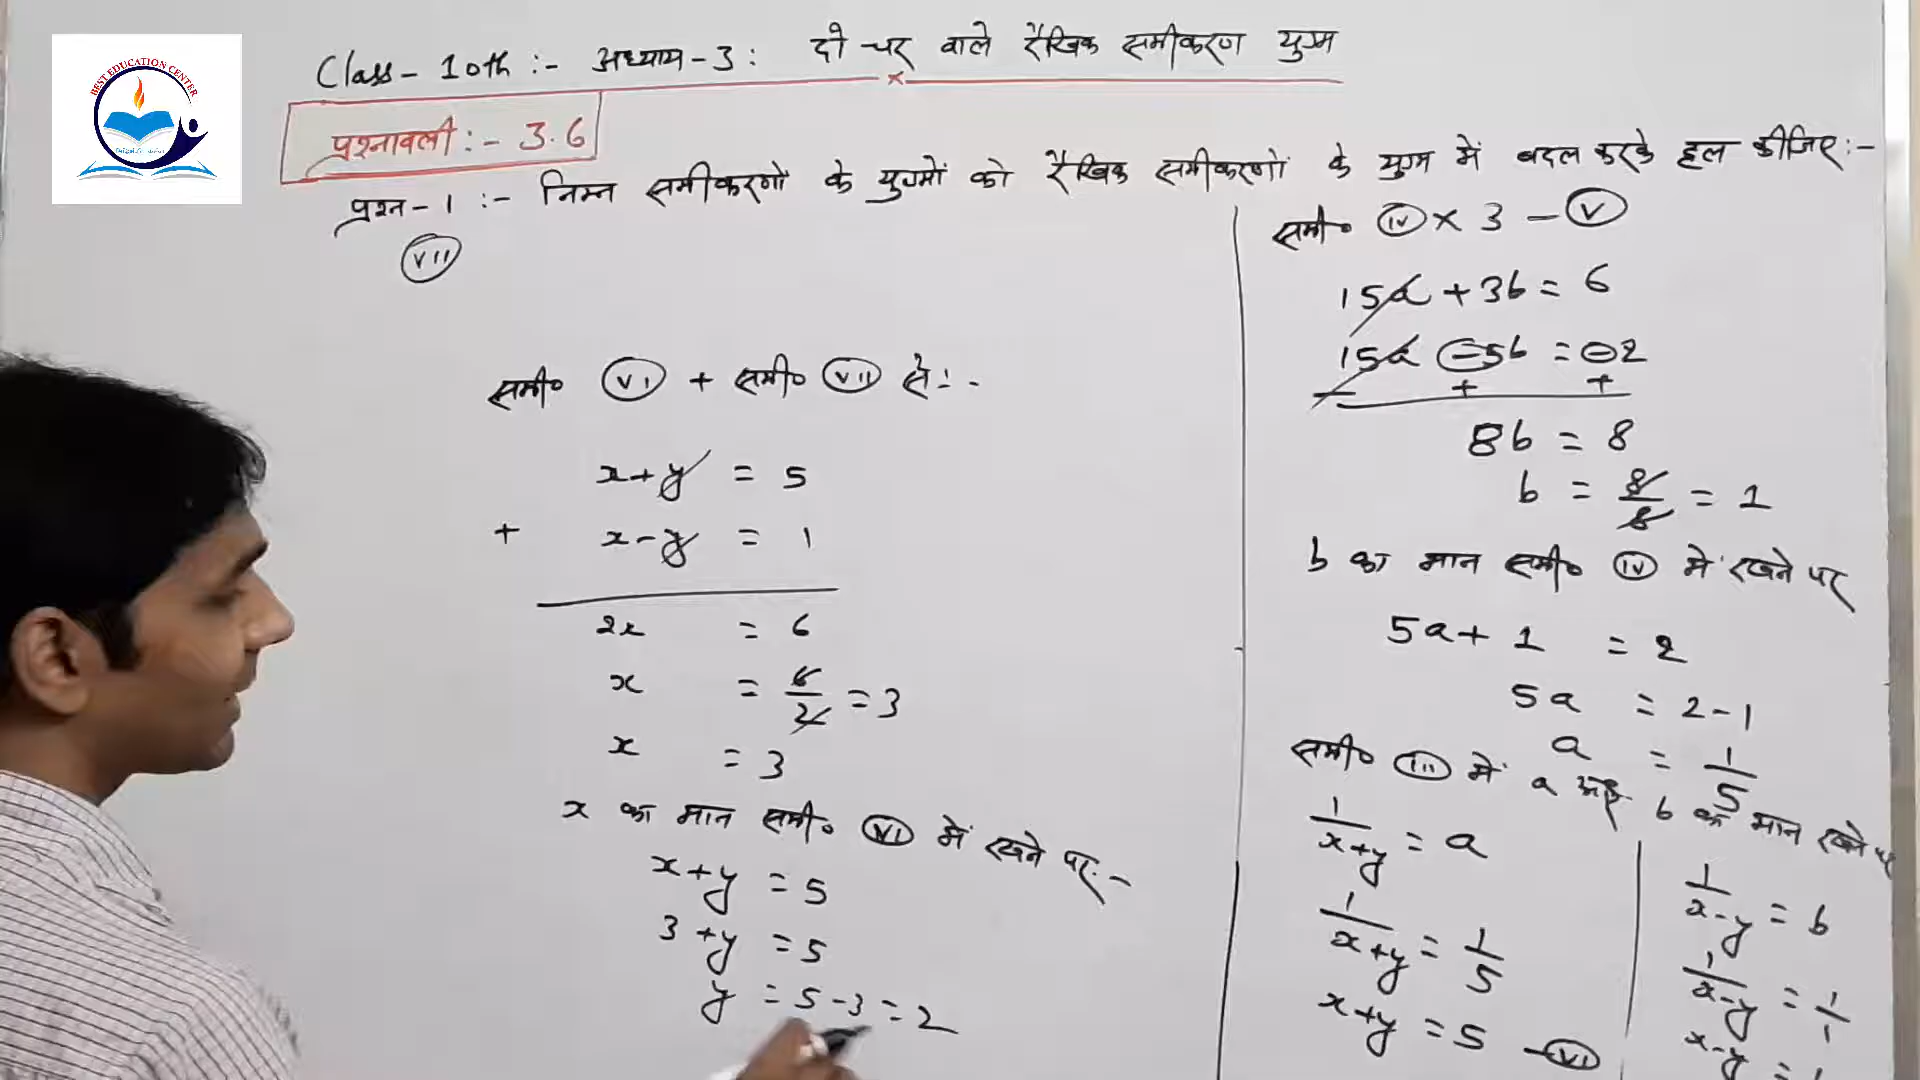 BEST EDUCATION CENTER
Class - 10th :- अध्याय - 3 : दो चर वाले रैखिक समीकरण युग्म
प्रश्नावली :- 3.6
प्रश्न - 1 :- निम्न समीकरणों के युग्मों को रैखिक समीकरणों के युग्म में बदल करके हल कीजिए :-
(VII)
समी० (VI) + समी० (VII) से :-
x+y = 5
+ x-y = 1
2x = 6
x = 6/2 = 3
x = 3
x का मान समी० (VI) में रखने पर :-
x+y = 5
3+y = 5
y = 5-3 = 2
समी० (IV) × 3 - (V)
15a + 3b = 6
15a - 5b = -2
- + +
8b = 8
b = 8/8 = 1
b का मान समी० (IV) में रखने पर
5a + 1 = 2
5a = 2-1
a = 1/5
समी० (III) में a और b का मान रखने पर
1/(x+y) = a
1/(x+y) = 1/5
x+y = 5 - (VI)
1/(x-y) = b
1/(x-y) = 1/1
x-y = 1